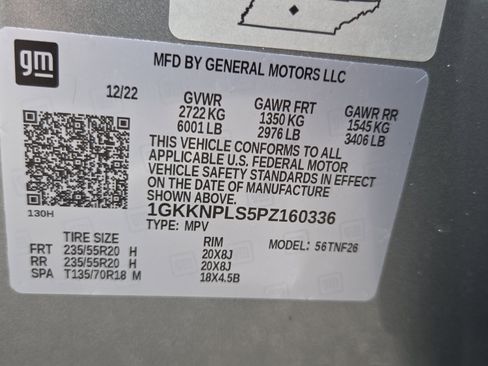 gm
MFD BY GENERAL MOTORS LLC
12/22 GVWR GAWR FRT GAWR RR
2722 KG 1350 KG 1545 KG
6001 LB 2976 LB 3406 LB
THIS VEHICLE CONFORMS TO ALL
APPLICABLE U.S. FEDERAL MOTOR
VEHICLE SAFETY STANDARDS IN EFFECT
ON THE DATE OF MANUFACTURE
SHOWN ABOVE.
130H
1GKKNPLS5PZ160336
TYPE: MPV
TIRE SIZE RIM MODEL: 56TNF26
FRT 235/55R20 H 20X8J
RR 235/55R20 H 20X8J
SPA T135/70R18 M 18X4.5B